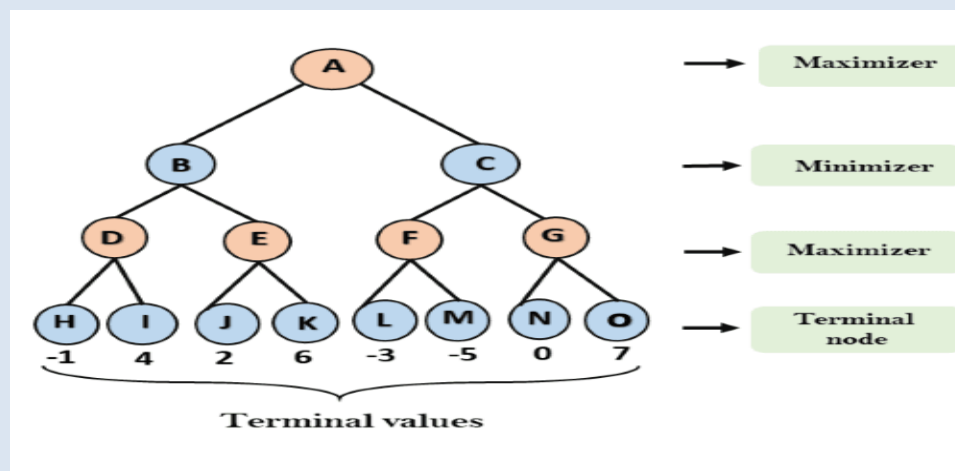 A
Maximizer
B
C
Minimizer
D
E
F
G
Maximizer
H
I
J
K
L
M
N
O
Terminal
node
-1
4
2
6
-3
-5
0
7
Terminal values